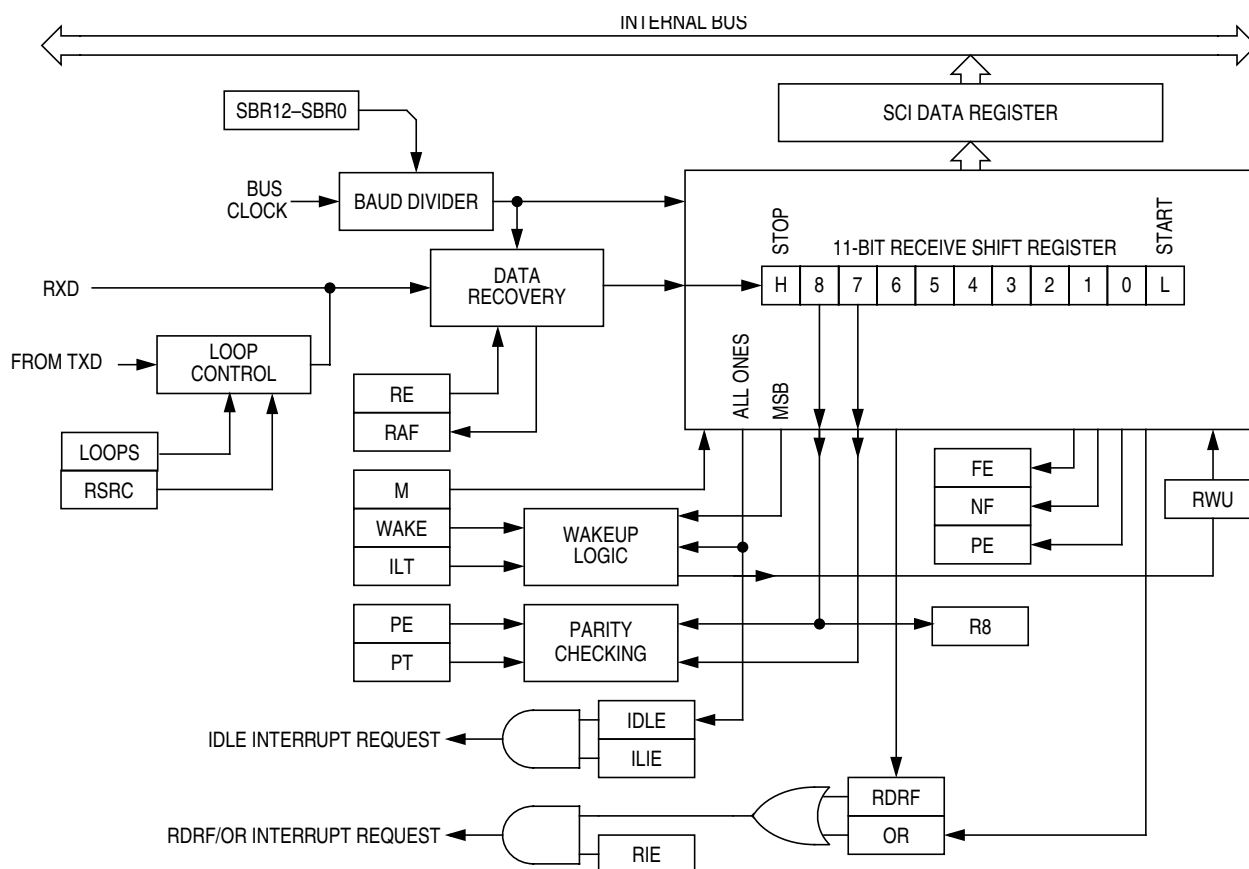 INTERNAL BUS
SBR12–SBR0
SCI DATA REGISTER
BUS
CLOCK
BAUD DIVIDER
STOP
START
11-BIT RECEIVE SHIFT REGISTER
RXD
DATA
RECOVERY
H 8 7 6 5 4 3 2 1 0 L
FROM TXD
LOOP
CONTROL
ALL ONES
MSB
RE
RAF
LOOPS
RSRC
M
WAKE
ILT
WAKEUP
LOGIC
FE
NF
PE
RWU
PE
PT
PARITY
CHECKING
R8
IDLE INTERRUPT REQUEST
IDLE
ILIE
RDRF
OR
RDRF/OR INTERRUPT REQUEST
RIE